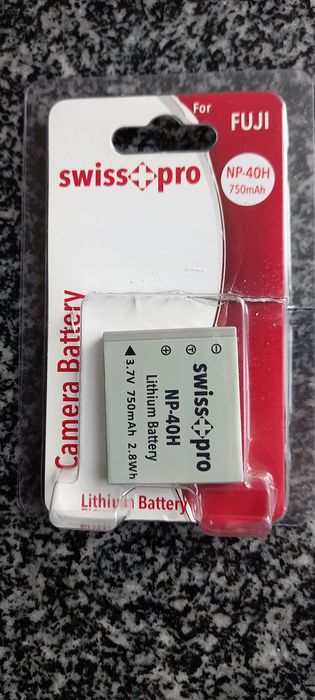 For
FUJI
swiss pro
NP-40H
750mAh
Camera Battery
swiss pro
NP-40H
Lithium Battery
3.7V 750mAh 2.8Wh
+ T -
Lithium Battery